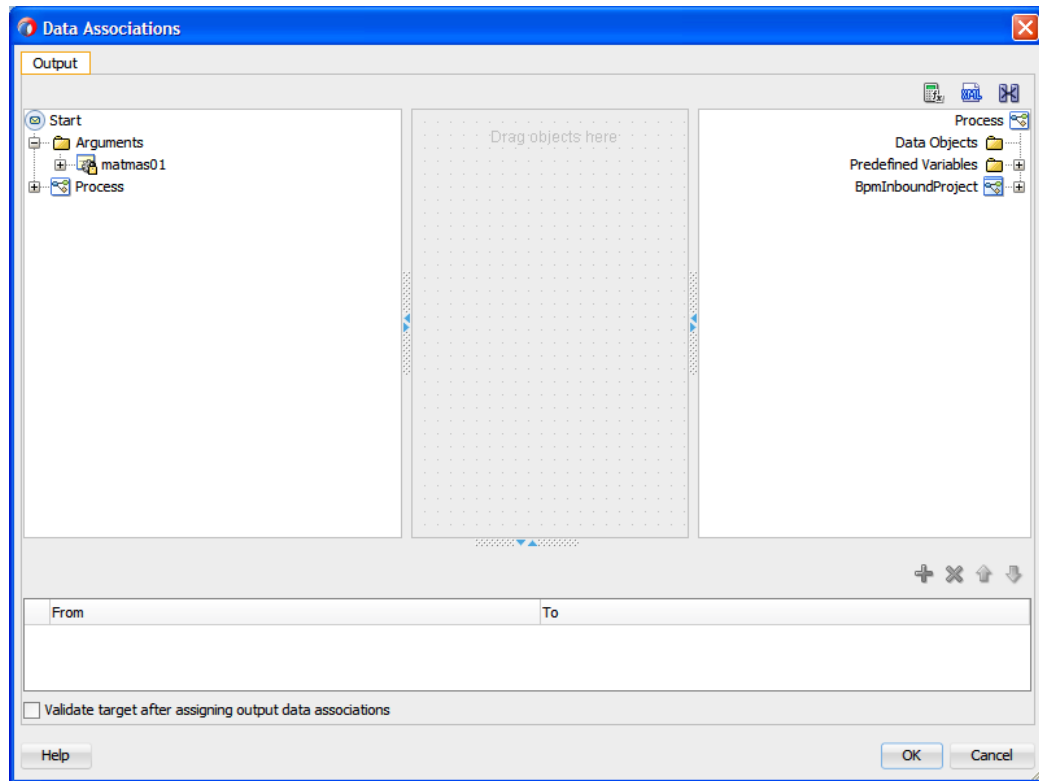 Data Associations
Output
Start
Arguments
matmas01
Process
Drag objects here
Process
Data Objects
Predefined Variables
BpmInboundProject
From To
Validate target after assigning output data associations
Help OK Cancel